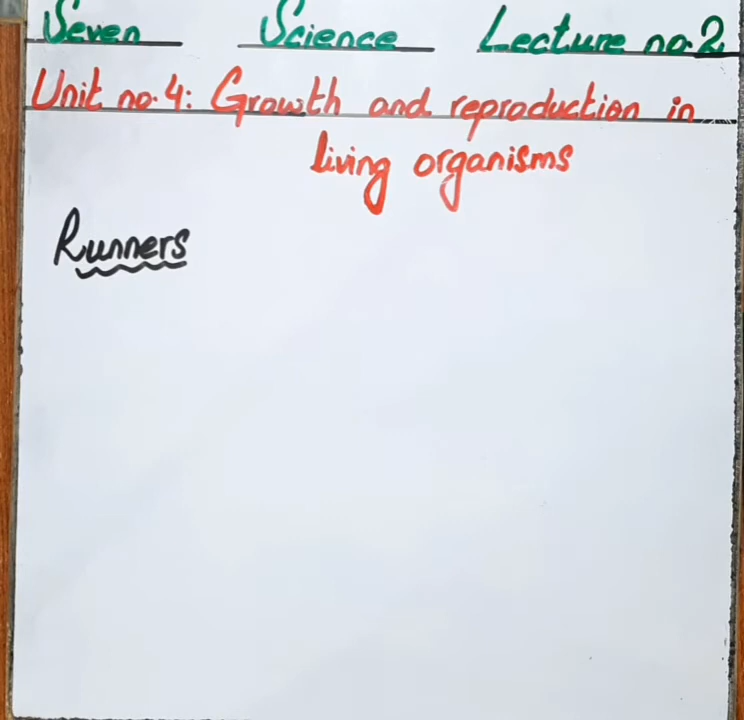 Seven Science Lecture no.2
Unit no.4: Growth and reproduction in
living organisms
Runners